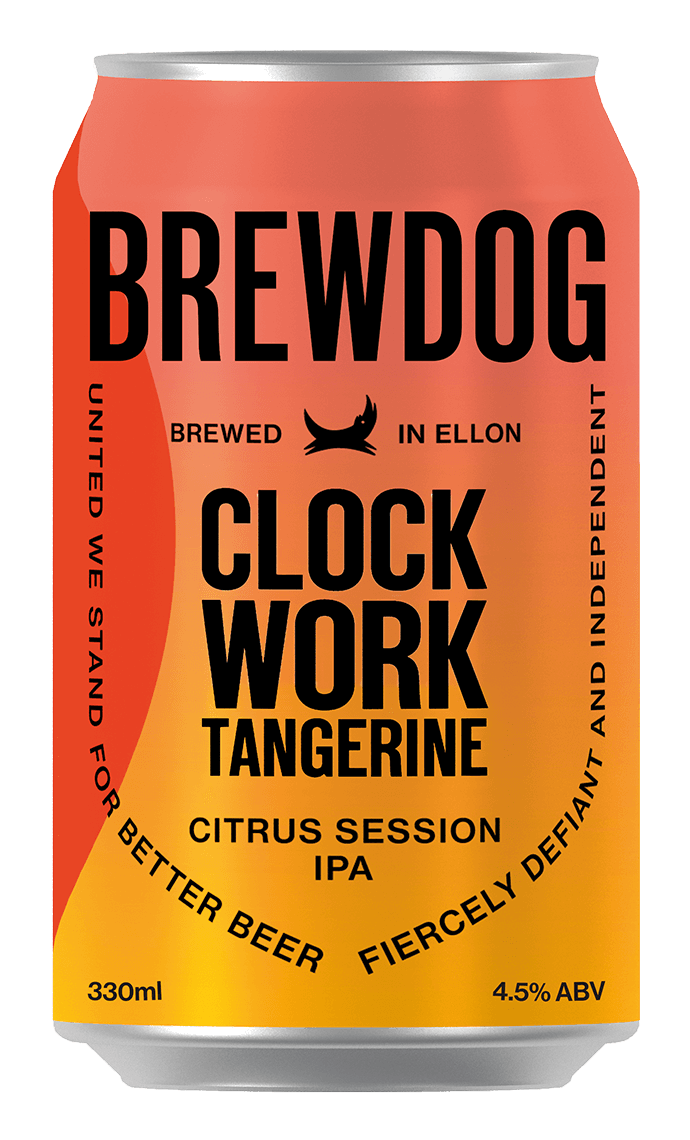 BREWDOG
BREWED IN ELLON
CLOCK
WORK
TANGERINE
CITRUS SESSION
IPA
UNITED WE STAND FOR BETTER BEER
FIERCELY DEFIANT AND INDEPENDENT
330ml
4.5% ABV